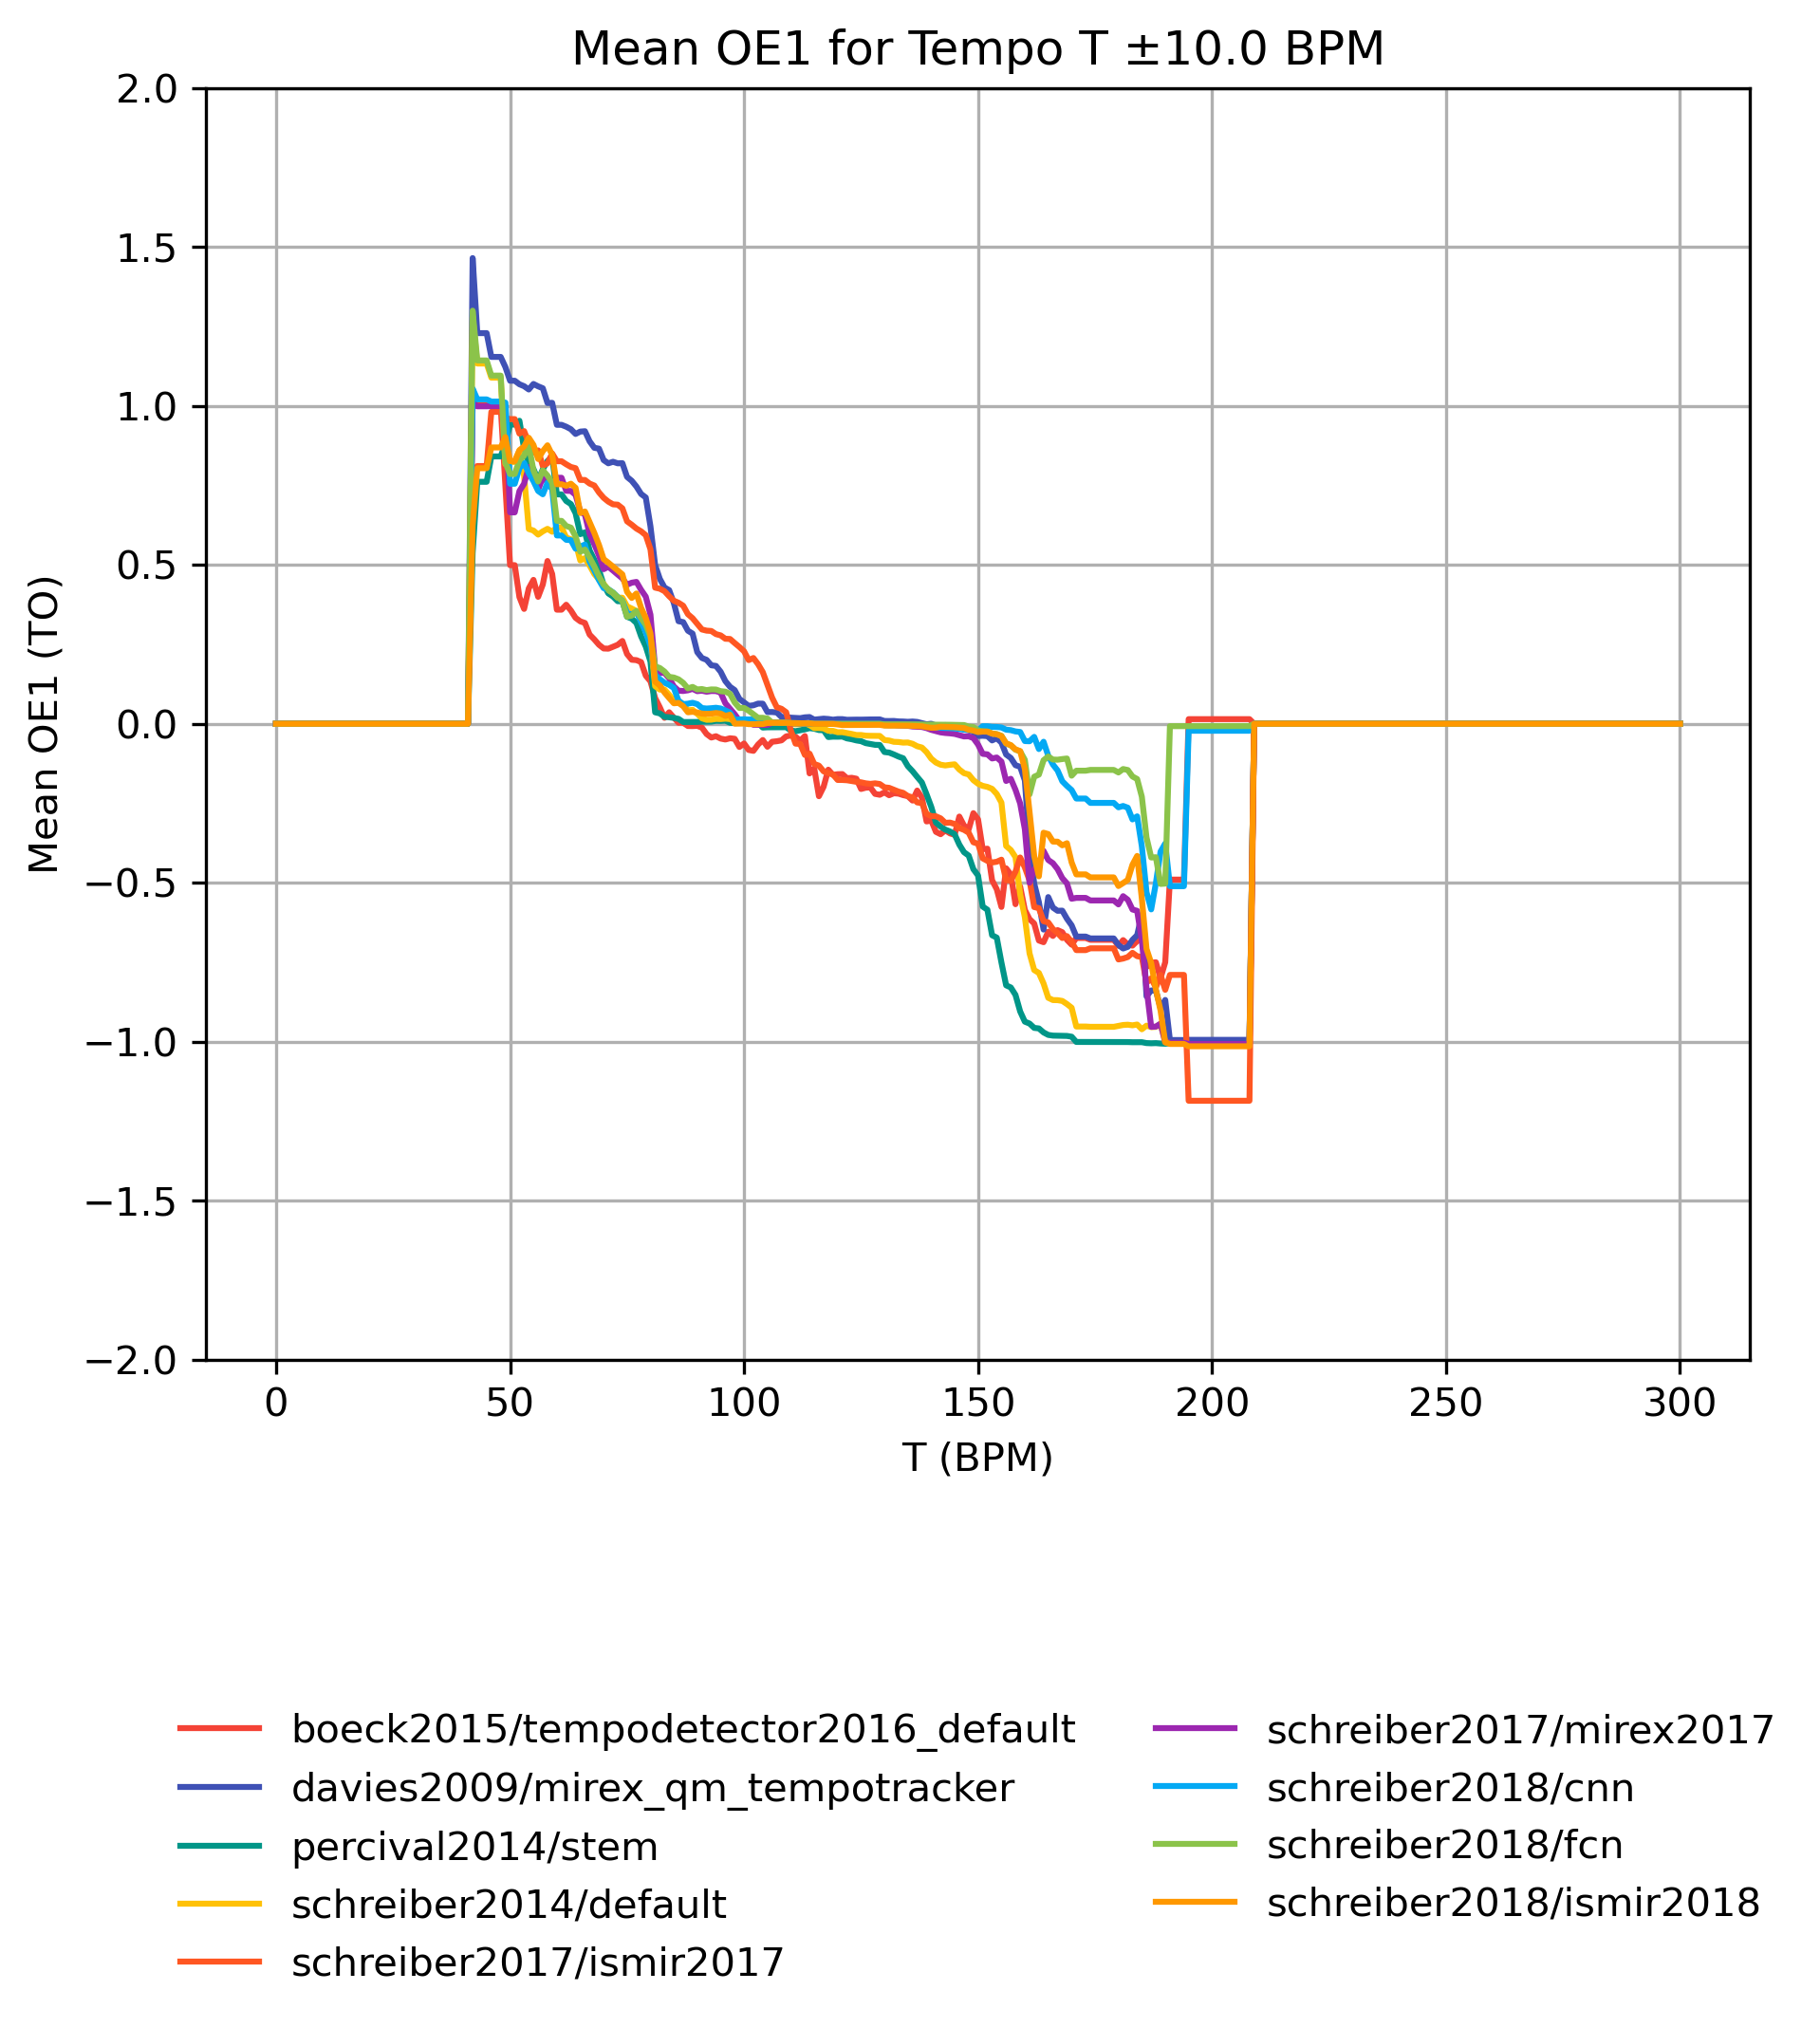 Mean OE1 for Tempo T ±10.0 BPM
2.0
1.5
1.0
0.5
0.0
−0.5
−1.0
−1.5
−2.0
Mean OE1 (TO)
0 50 100 150 200 250 300
T (BPM)
boeck2015/tempodetector2016_default
davies2009/mirex_qm_tempotracker
percival2014/stem
schreiber2014/default
schreiber2017/ismir2017
schreiber2017/mirex2017
schreiber2018/cnn
schreiber2018/fcn
schreiber2018/ismir2018